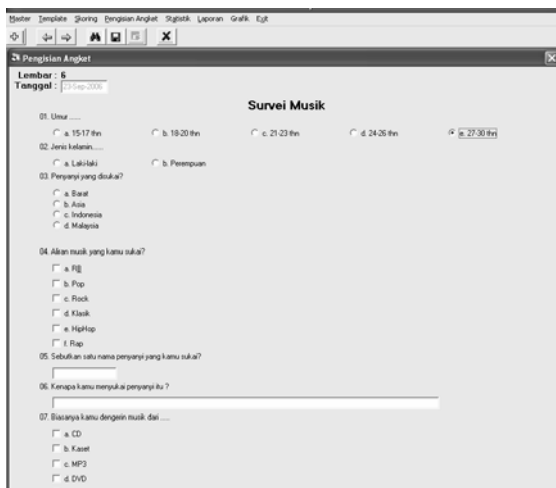 Master Template Skoring Pengisian Angket Statistik Laporan Grafik Exit
Pengisian Angket
Lembar : 6
Tanggal : 23-Sep-2006
Survei Musik
01. Umur ......
a. 15-17 thn b. 18-20 thn c. 21-23 thn d. 24-26 thn e. 27-30 thn
02. Jenis kelamin......
a. Laki-laki b. Perempuan
03. Penyanyi yang disukai?
a. Barat
b. Asia
c. Indonesia
d. Malaysia
04. Aliran musik yang kamu sukai?
a.
b. Pop
c. Rock
d. Klasik
e. HipHop
f. Rap
05. Sebutkan satu nama penyanyi yang kamu sukai?
06. Kenapa kamu menyukai penyanyi itu ?
07. Biasanya kamu dengerin musik dari .....
a. CD
b. Kaset
c. MP3
d. DVD